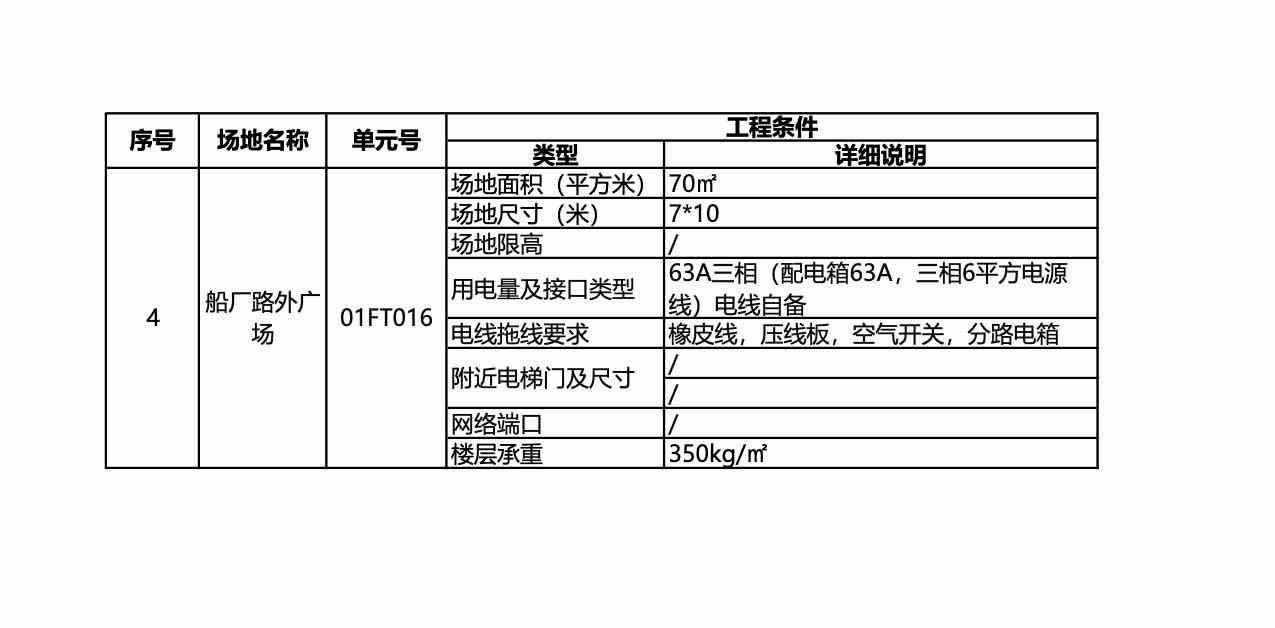 序号 场地名称 单元号 工程条件
类型 详细说明
4 船厂路外广场 01FT016
场地面积（平方米） 70㎡
场地尺寸（米） 7*10
场地限高 /
用电量及接口类型 63A三相（配电箱63A，三相6平方电源
线）电线自备
电线拖线要求 橡皮线，压线板，空气开关，分路电箱
附近电梯门及尺寸 /
/
网络端口 /
楼层承重 350kg/㎡